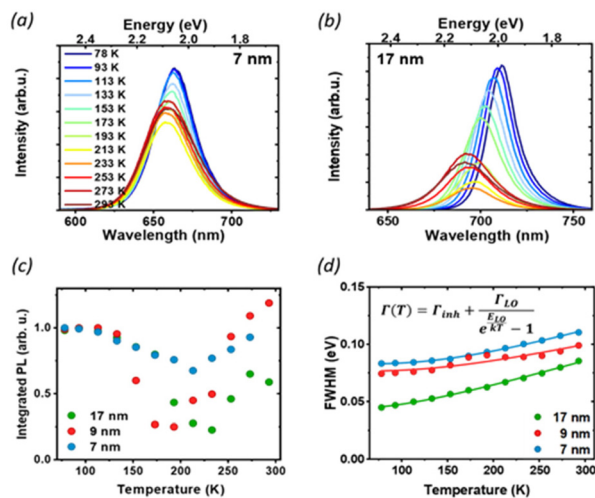 (a)
Energy (eV)
2.4 2.2 2.0 1.8
7 nm
78 K
93 K
113 K
133 K
153 K
173 K
193 K
213 K
233 K
253 K
273 K
293 K
Intensity (arb.u.)
600 650 700
Wavelength (nm)
(b)
Energy (eV)
2.4 2.2 2.0 1.8
17 nm
Intensity (arb.u.)
650 700 750
Wavelength (nm)
(c)
Integrated PL (arb. u.)
1.0
0.5
0.0
17 nm
9 nm
7 nm
100 150 200 250 300
Temperature (K)
(d)
FWHM (eV)
0.15
0.10
0.05
0.00
Γ(T) = Γinh + ΓLO / (e^(ELO/kT) − 1)
17 nm
9 nm
7 nm
100 150 200 250 300
Temperature (K)